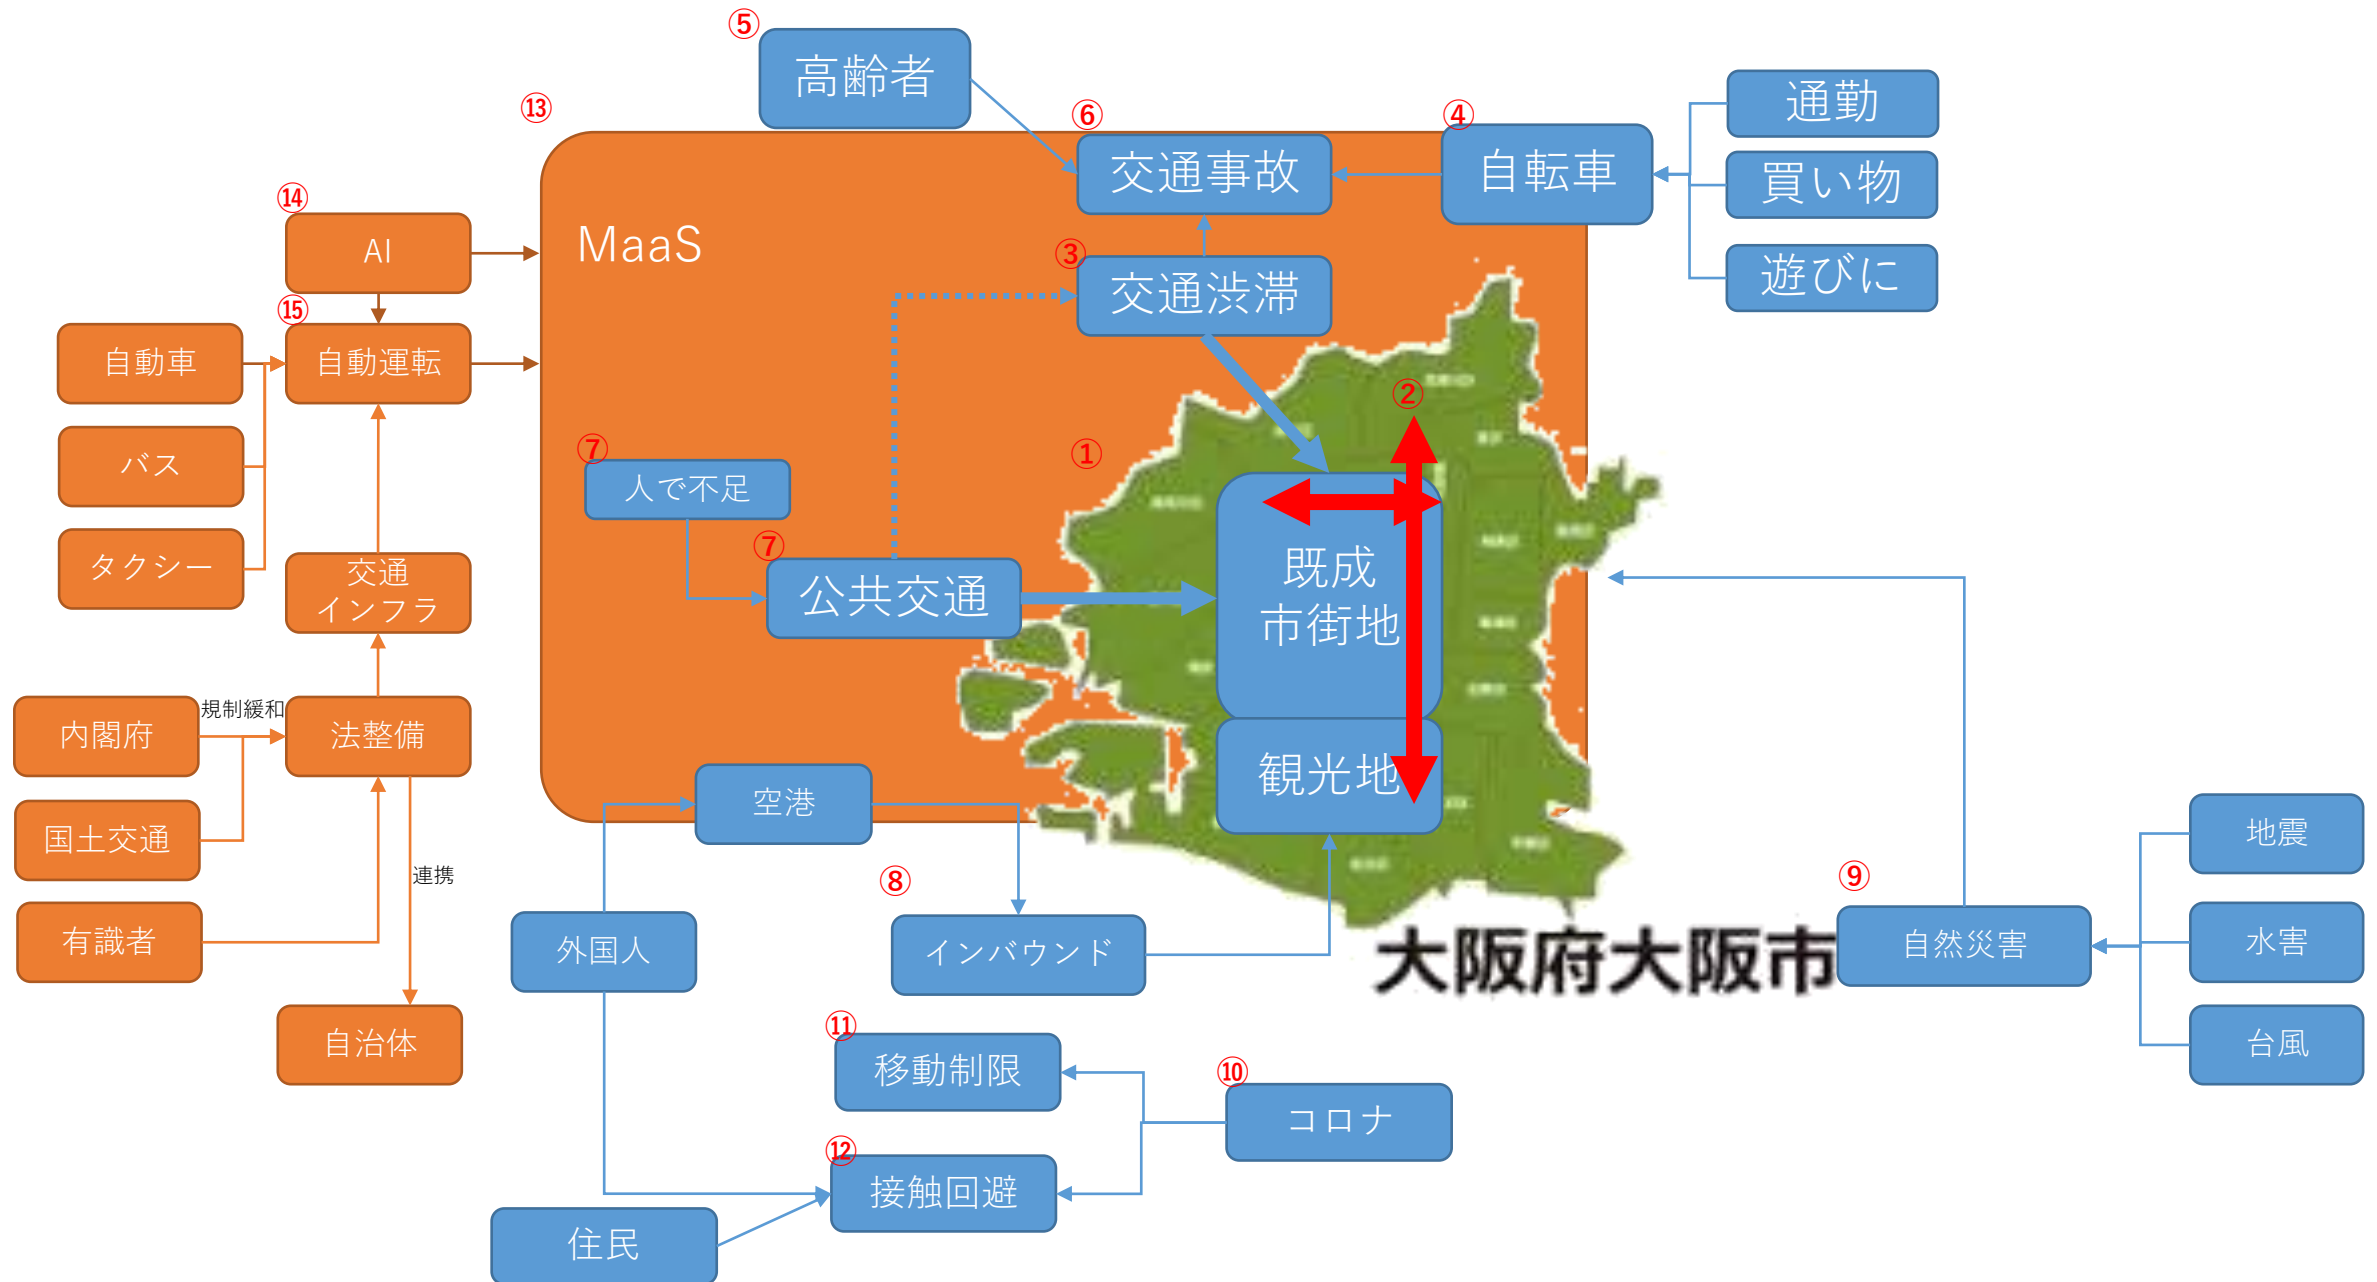 ⑤
高齢者
⑬
⑥
交通事故
④
自転車
通勤
買い物
遊びに
⑭
AI
MaaS
③
交通渋滞
⑮
自動車
自動運転
バス
タクシー
②
①
⑦
人で不足
⑦
公共交通
既成
市街地
観光地
交通
インフラ
内閣府
規制緩和
法整備
国土交通
連携
有識者
自治体
空港
⑧
外国人
インバウンド
大阪府大阪市
⑨
自然災害
地震
水害
台風
⑪
移動制限
⑩
コロナ
⑫
接触回避
住民